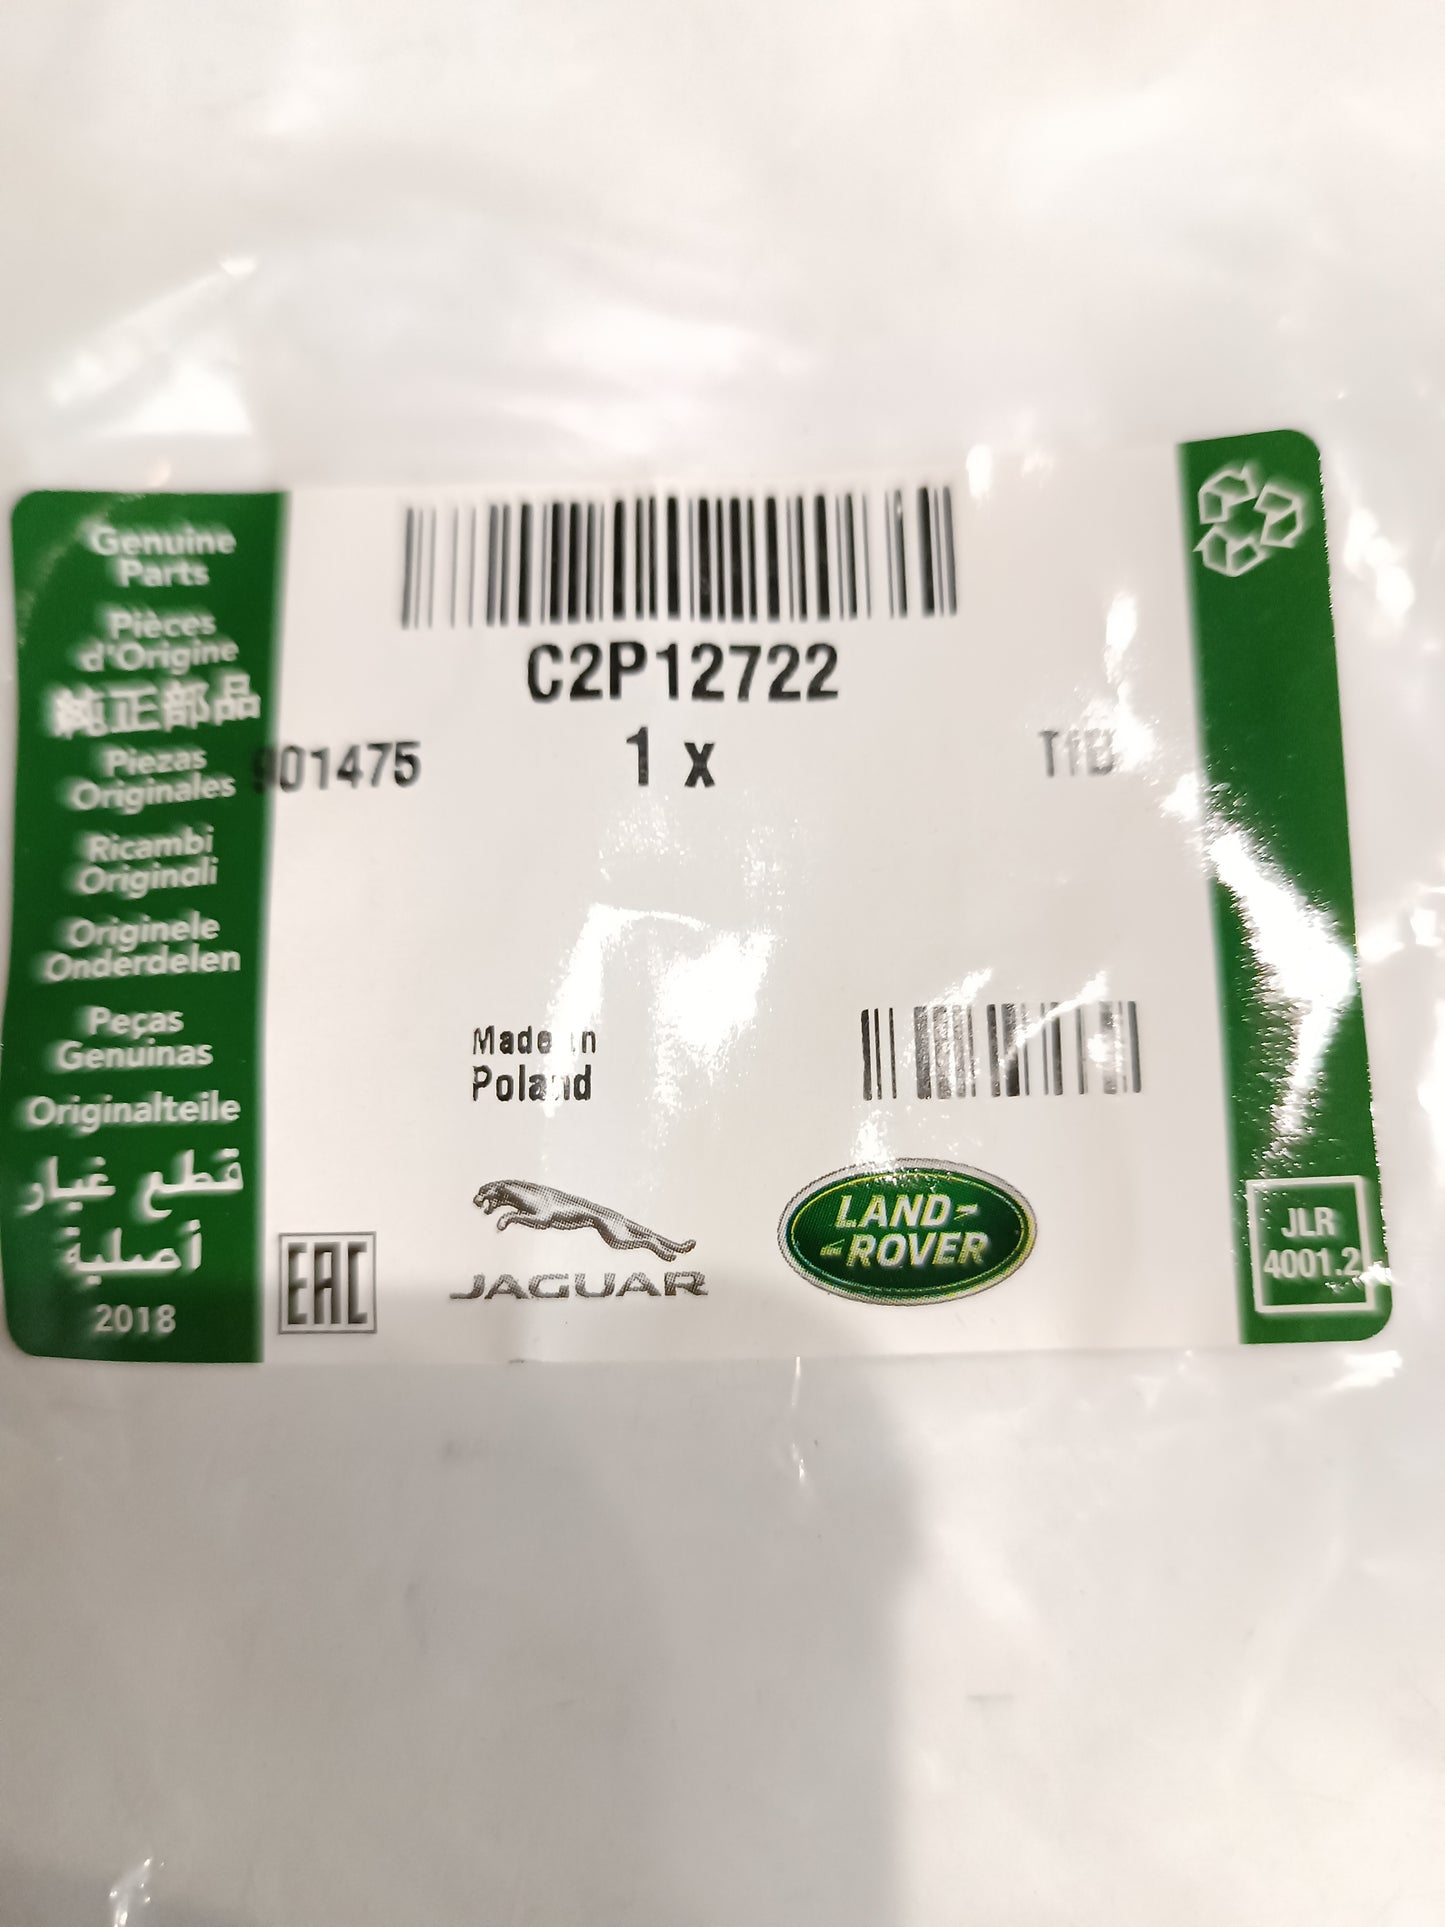 Genuine
Parts
Pièces
d'Origine
純正部品
Piezas
Originales
Ricambi
Originali
Originele
Onderdelen
Peças
Genuinas
Originalteile
قطع غيار
أصلية
2018
C2P12722
901475
1 x
Made in
Poland
EAC
JAGUAR
LAND-
ROVER
JLR
4001.2